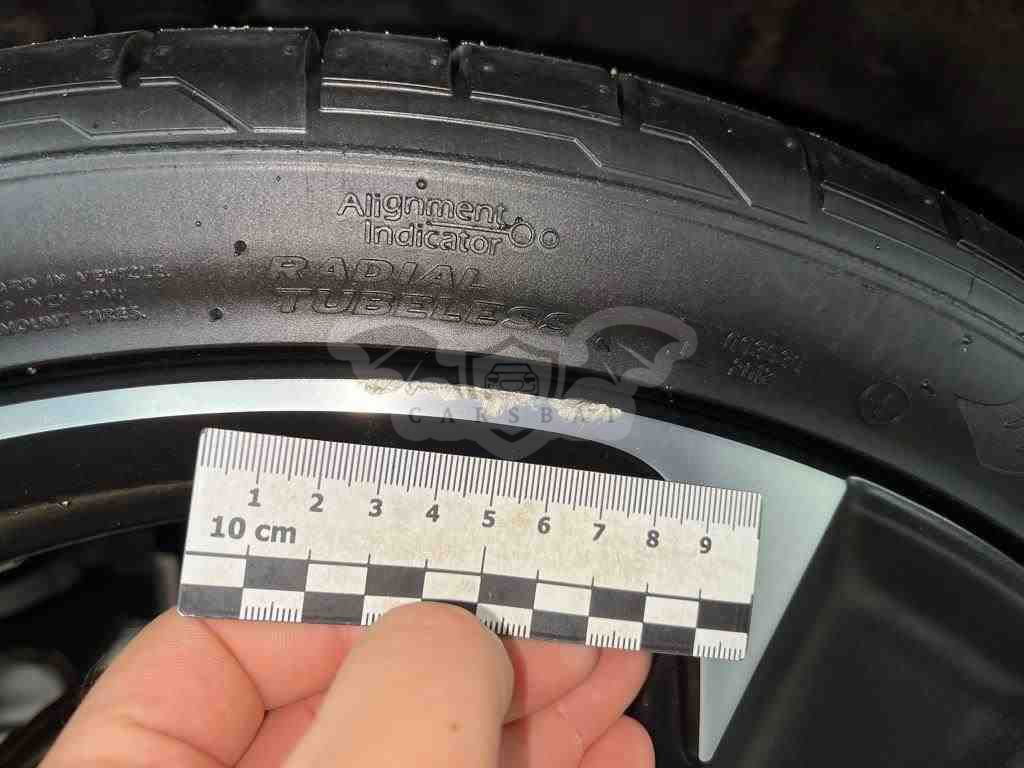 Alignment
Indicator
RADIAL
TUBELESS
MOUNT TIRES.
CARSBAT
1 2 3 4 5 6 7 8 9
10 cm